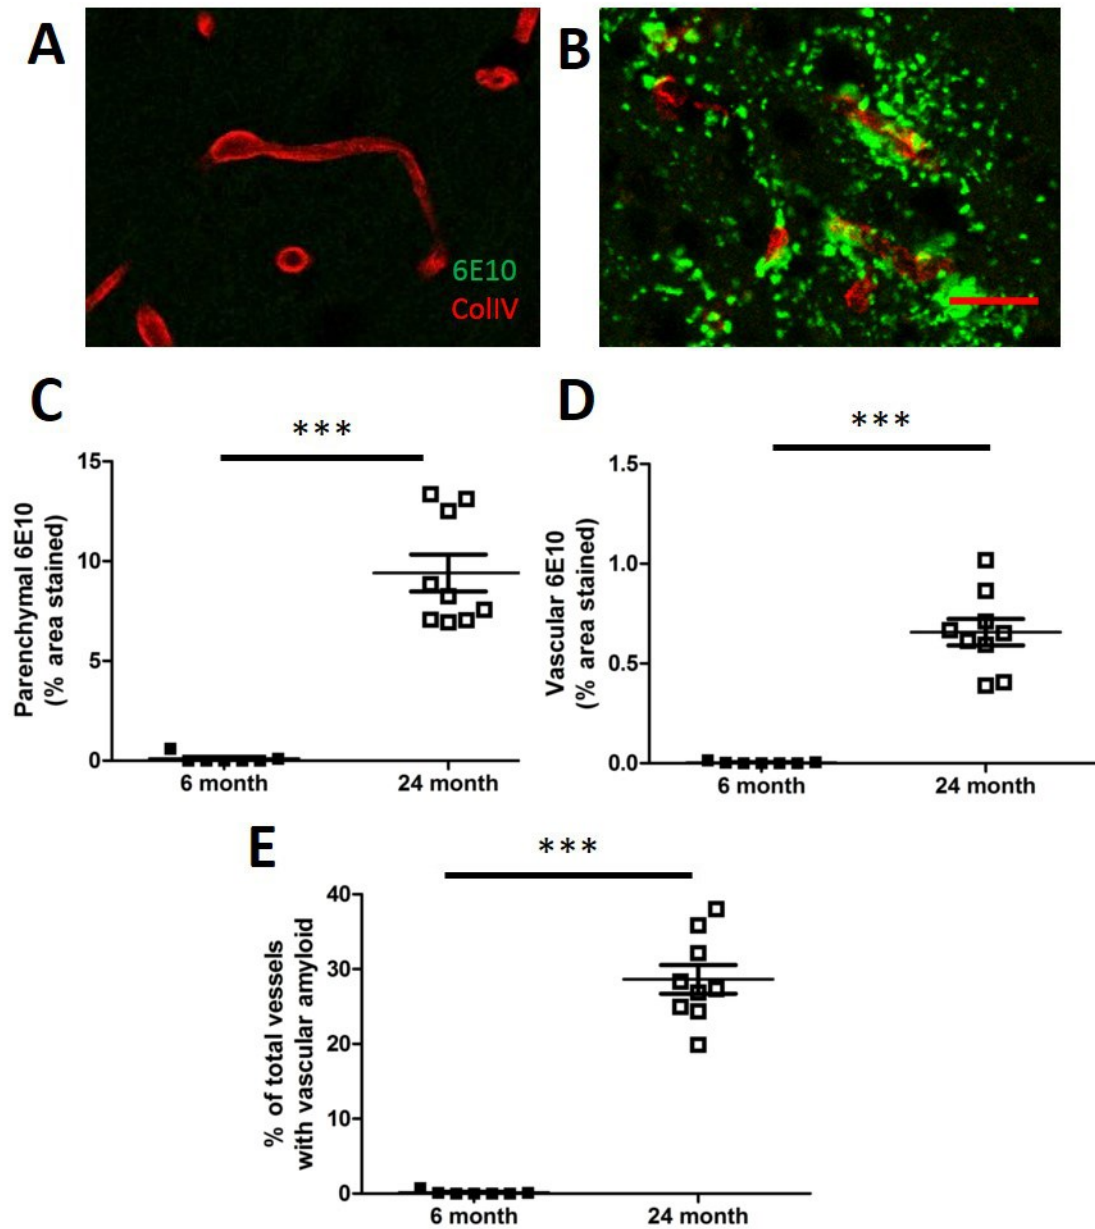 A
B
6E10
ColIV
C
D
***
***
Parenchymal 6E10
(% area stained)
15
10
5
0
6 month
24 month
Vascular 6E10
(% area stained)
1.5
1.0
0.5
0.0
6 month
24 month
E
***
% of total vessels
with vascular amyloid
40
30
20
10
0
6 month
24 month